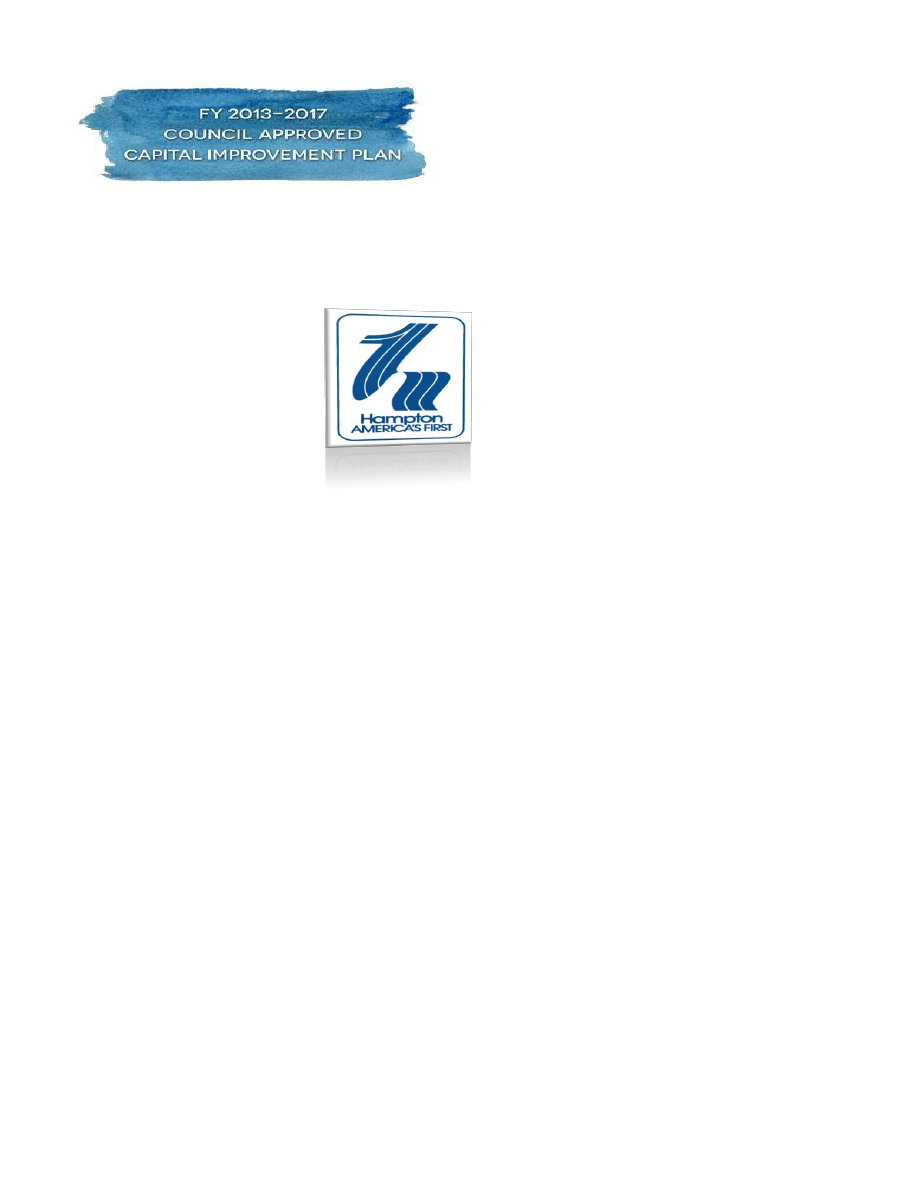 FY 2013–2017
COUNCIL APPROVED
CAPITAL IMPROVEMENT PLAN
Hampton
AMERICA'S FIRST